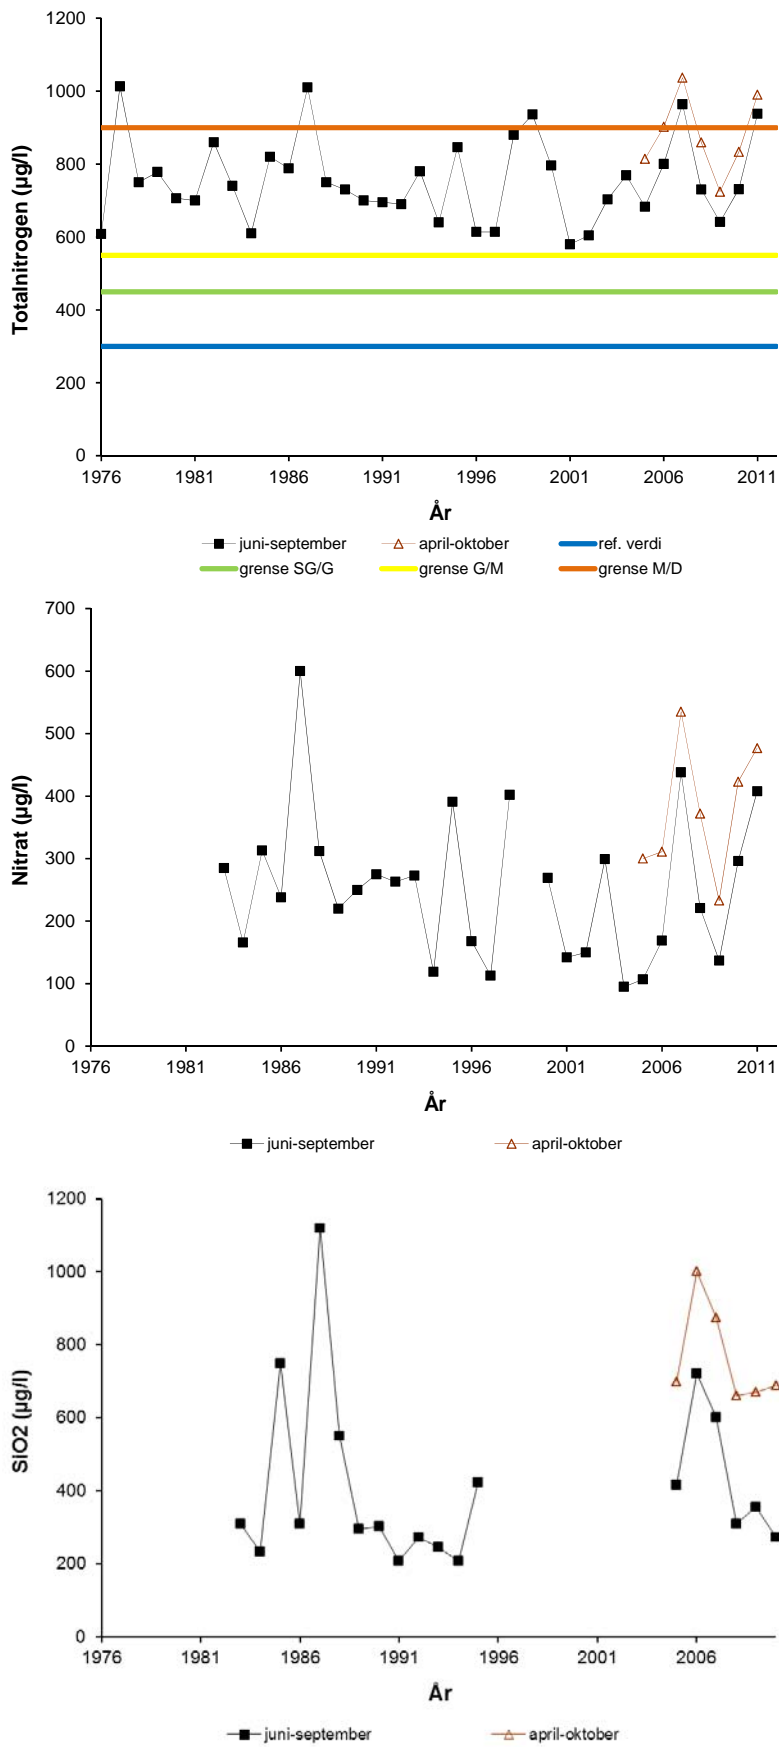 1200
1000
800
600
400
200
0
Totalnitrogen (µg/l)
1976 1981 1986 1991 1996 2001 2006 2011
År
juni-september april-oktober ref. verdi
grense SG/G grense G/M grense M/D
700
600
500
400
300
200
100
0
Nitrat (µg/l)
1976 1981 1986 1991 1996 2001 2006 2011
År
juni-september april-oktober
1200
1000
800
600
400
200
0
SiO2 (µg/l)
1976 1981 1986 1991 1996 2001 2006
År
juni-september april-oktober